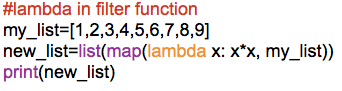 #lambda in filter function
my_list=[1,2,3,4,5,6,7,8,9]
new_list=list(map(lambda x: x*x, my_list))
print(new_list)